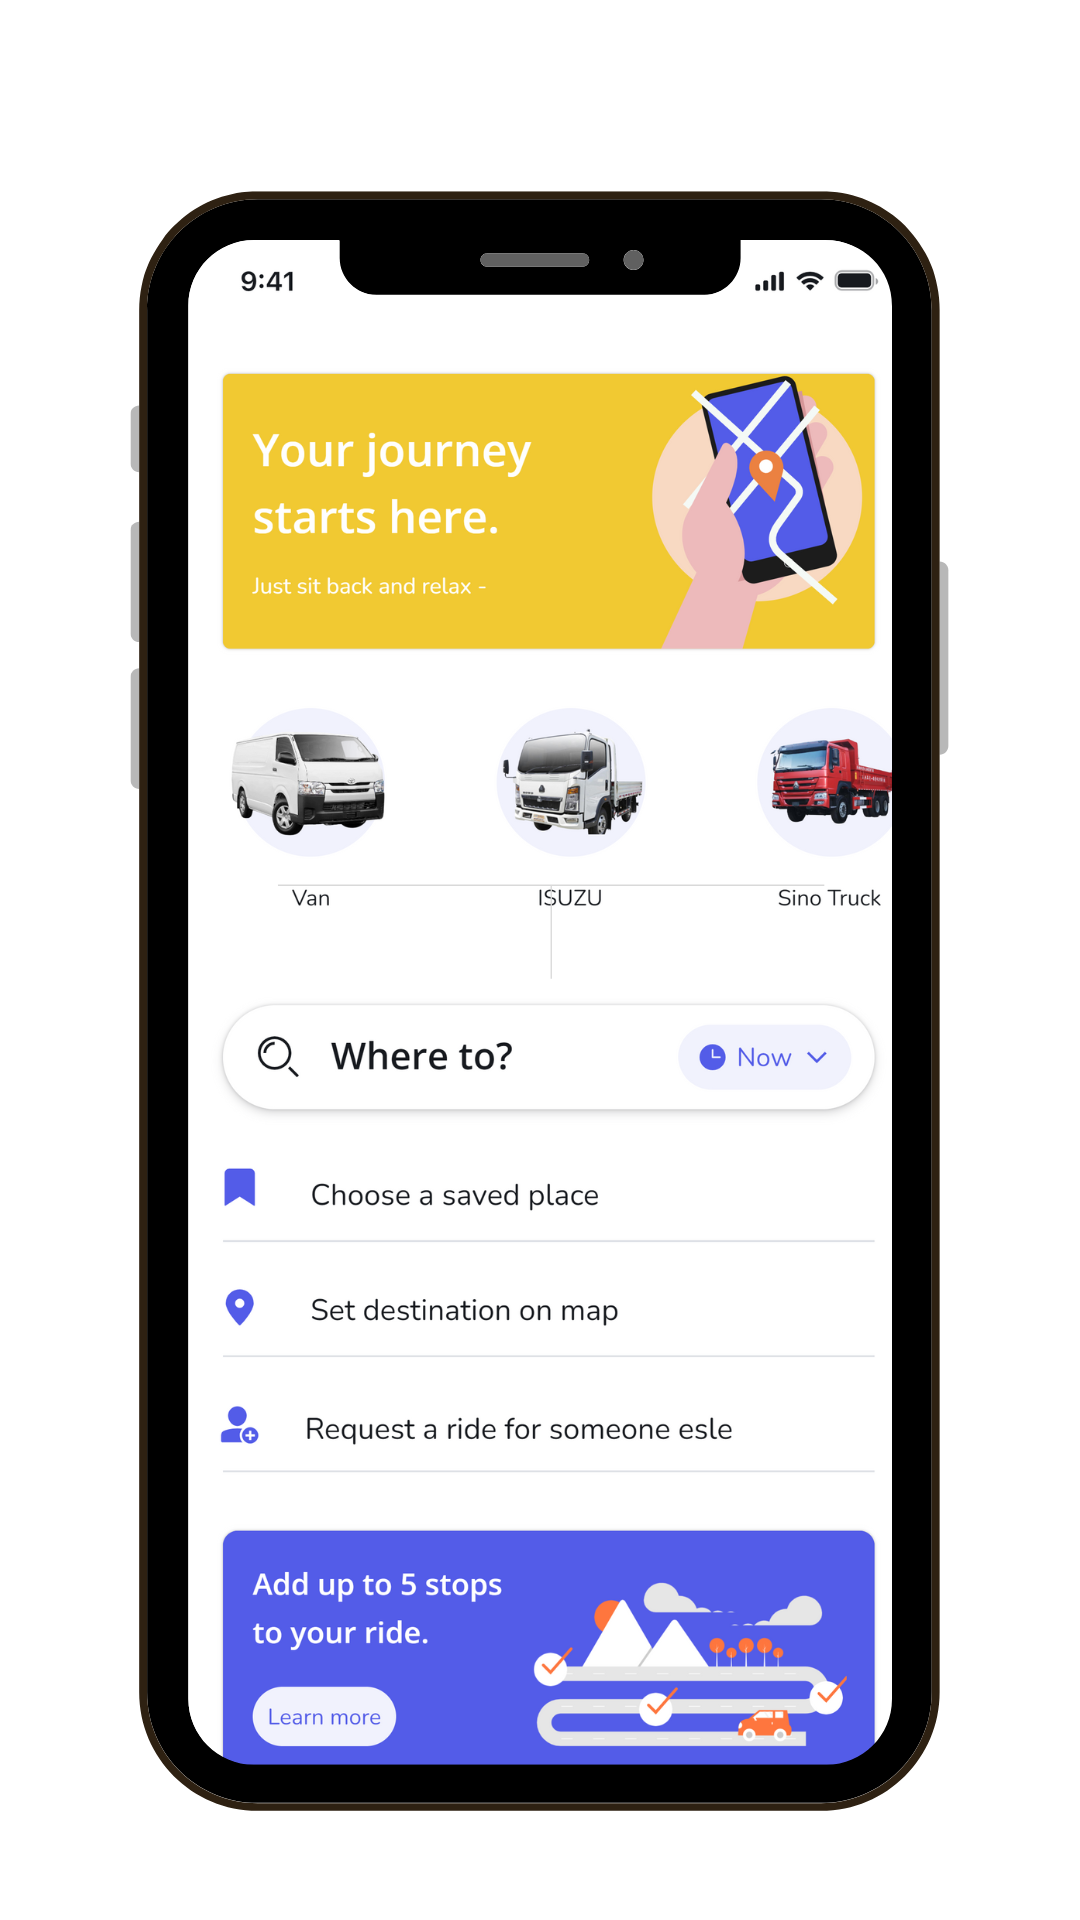 9:41
Your journey
starts here.
Just sit back and relax -
Van
ISUZU
Sino Truck
Where to?
Now
Choose a saved place
Set destination on map
Request a ride for someone esle
Add up to 5 stops
to your ride.
Learn more